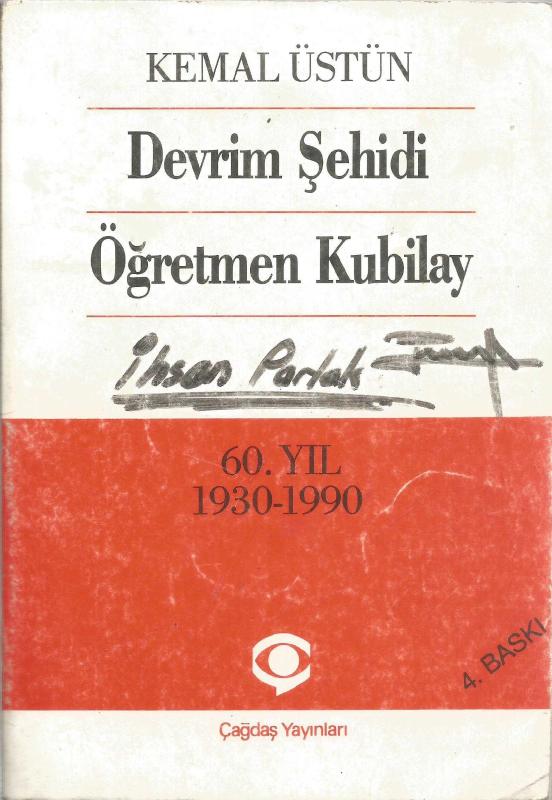 KEMAL ÜSTÜN
Devrim Şehidi
Öğretmen Kubilay
İhsan Parlak
60. YIL
1930-1990
4. BASKI
Çağdaş Yayınları